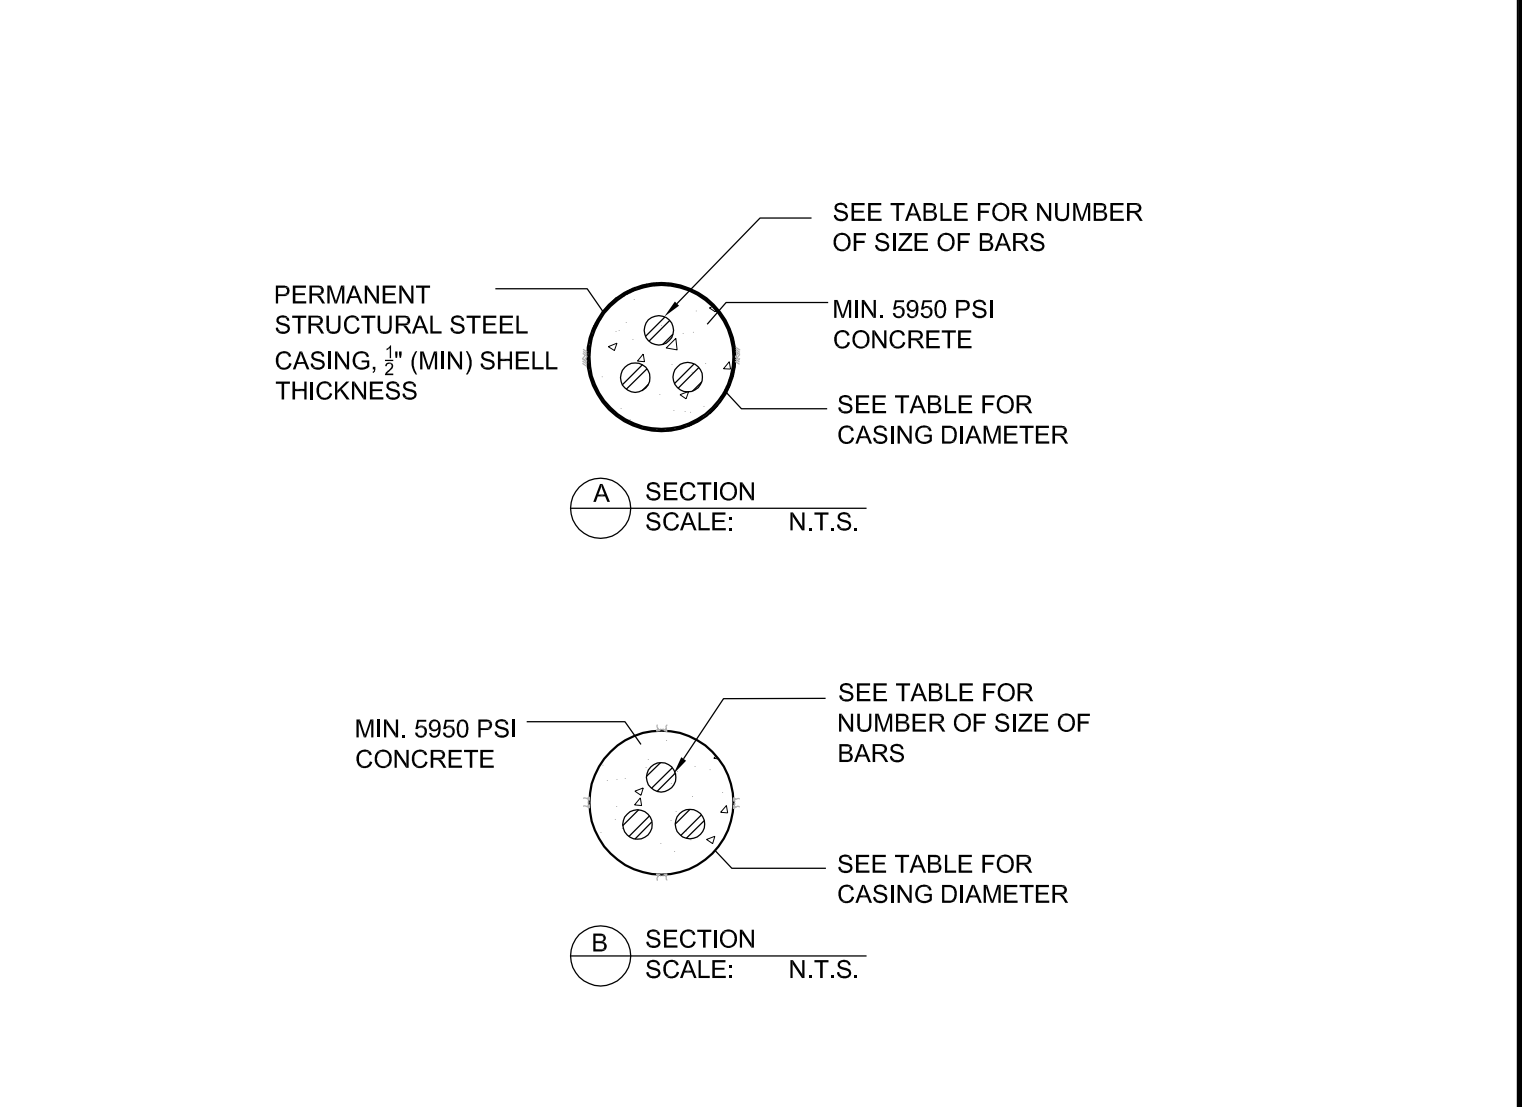 SEE TABLE FOR NUMBER
OF SIZE OF BARS
PERMANENT
STRUCTURAL STEEL
CASING, 1/2" (MIN) SHELL
THICKNESS
MIN. 5950 PSI
CONCRETE
SEE TABLE FOR
CASING DIAMETER
A
SECTION
SCALE: N.T.S.
SEE TABLE FOR
NUMBER OF SIZE OF
BARS
MIN. 5950 PSI
CONCRETE
SEE TABLE FOR
CASING DIAMETER
B
SECTION
SCALE: N.T.S.